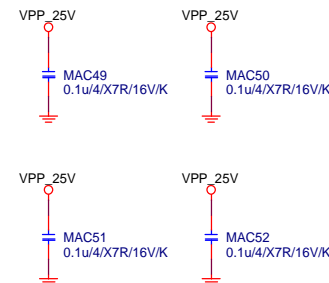 VPP_25V
VPP_25V
MAC49
0.1u/4/X7R/16V/K
MAC50
0.1u/4/X7R/16V/K
VPP_25V
VPP_25V
MAC51
0.1u/4/X7R/16V/K
MAC52
0.1u/4/X7R/16V/K